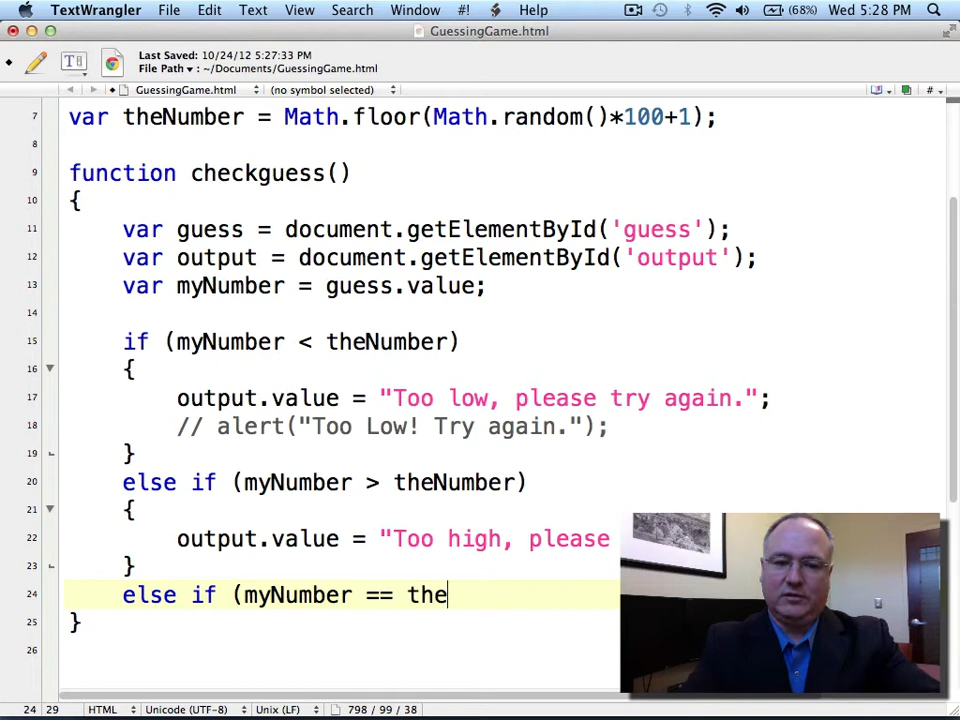 TextWrangler File Edit Text View Search Window #! Help (68%) Wed 5:28 PM
GuessingGame.html
Last Saved: 10/24/12 5:27:33 PM
File Path ▾ : ~/Documents/GuessingGame.html
GuessingGame.html (no symbol selected) #
7 var theNumber = Math.floor(Math.random()*100+1);
8
9 function checkguess()
10 {
11 var guess = document.getElementById('guess');
12 var output = document.getElementById('output');
13 var myNumber = guess.value;
14
15 if (myNumber < theNumber)
16 {
17 output.value = "Too low, please try again.";
18 // alert("Too Low! Try again.");
19 }
20 else if (myNumber > theNumber)
21 {
22 output.value = "Too high, please
23 }
24 else if (myNumber == the
25 }
26
24 29 HTML Unicode (UTF-8) Unix (LF) 798 / 99 / 38